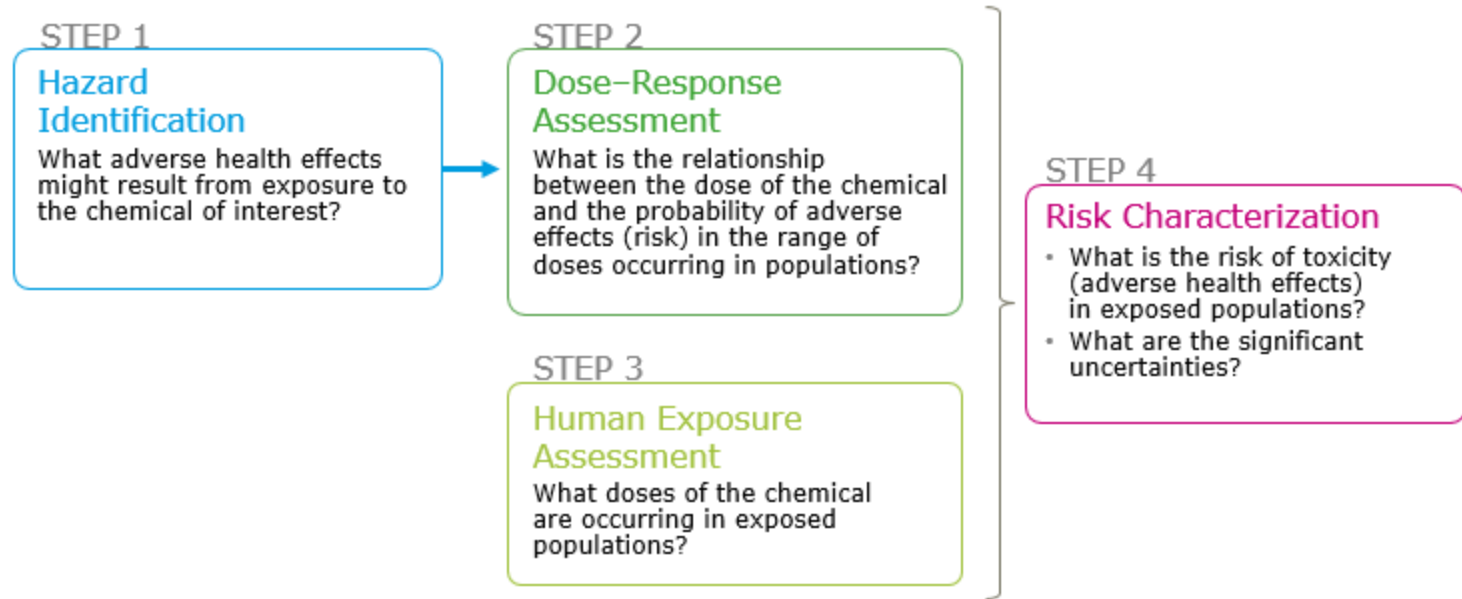 STEP 1
Hazard
Identification
What adverse health effects
might result from exposure to
the chemical of interest?
STEP 2
Dose–Response
Assessment
What is the relationship
between the dose of the chemical
and the probability of adverse
effects (risk) in the range of
doses occurring in populations?
STEP 3
Human Exposure
Assessment
What doses of the chemical
are occurring in exposed
populations?
STEP 4
Risk Characterization
• What is the risk of toxicity
(adverse health effects)
in exposed populations?
• What are the significant
uncertainties?